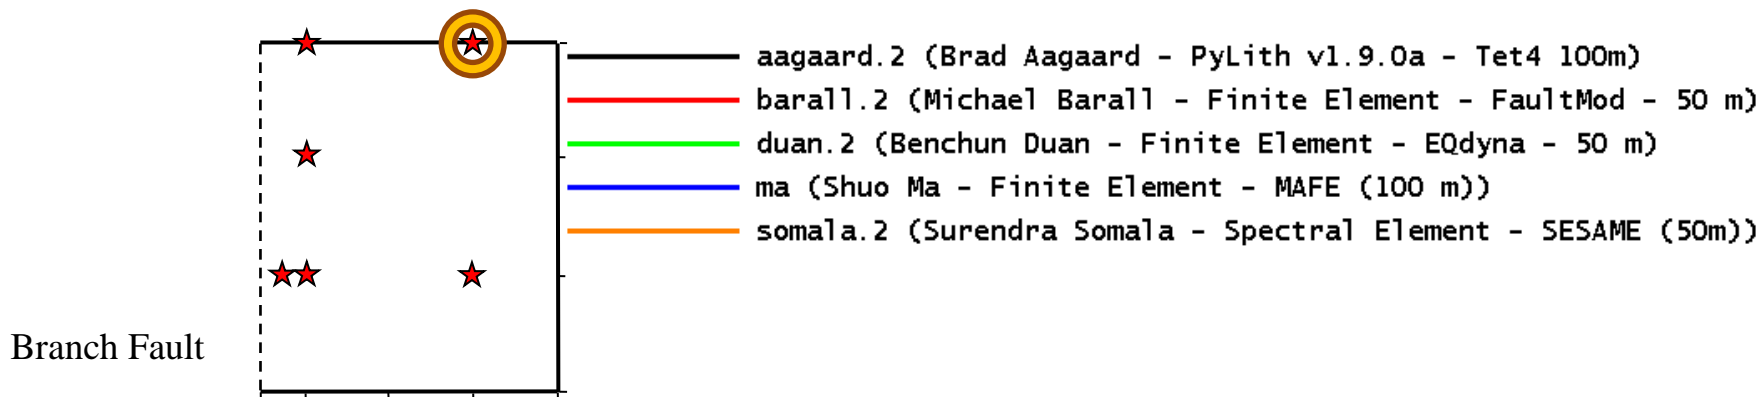 aagaard.2 (Brad Aagaard - PyLith v1.9.0a - Tet4 100m)
barall.2 (Michael Barall - Finite Element - FaultMod - 50 m)
duan.2 (Benchun Duan - Finite Element - EQdyna - 50 m)
ma (Shuo Ma - Finite Element - MAFE (100 m))
somala.2 (Surendra Somala - Spectral Element - SESAME (50m))
Branch Fault